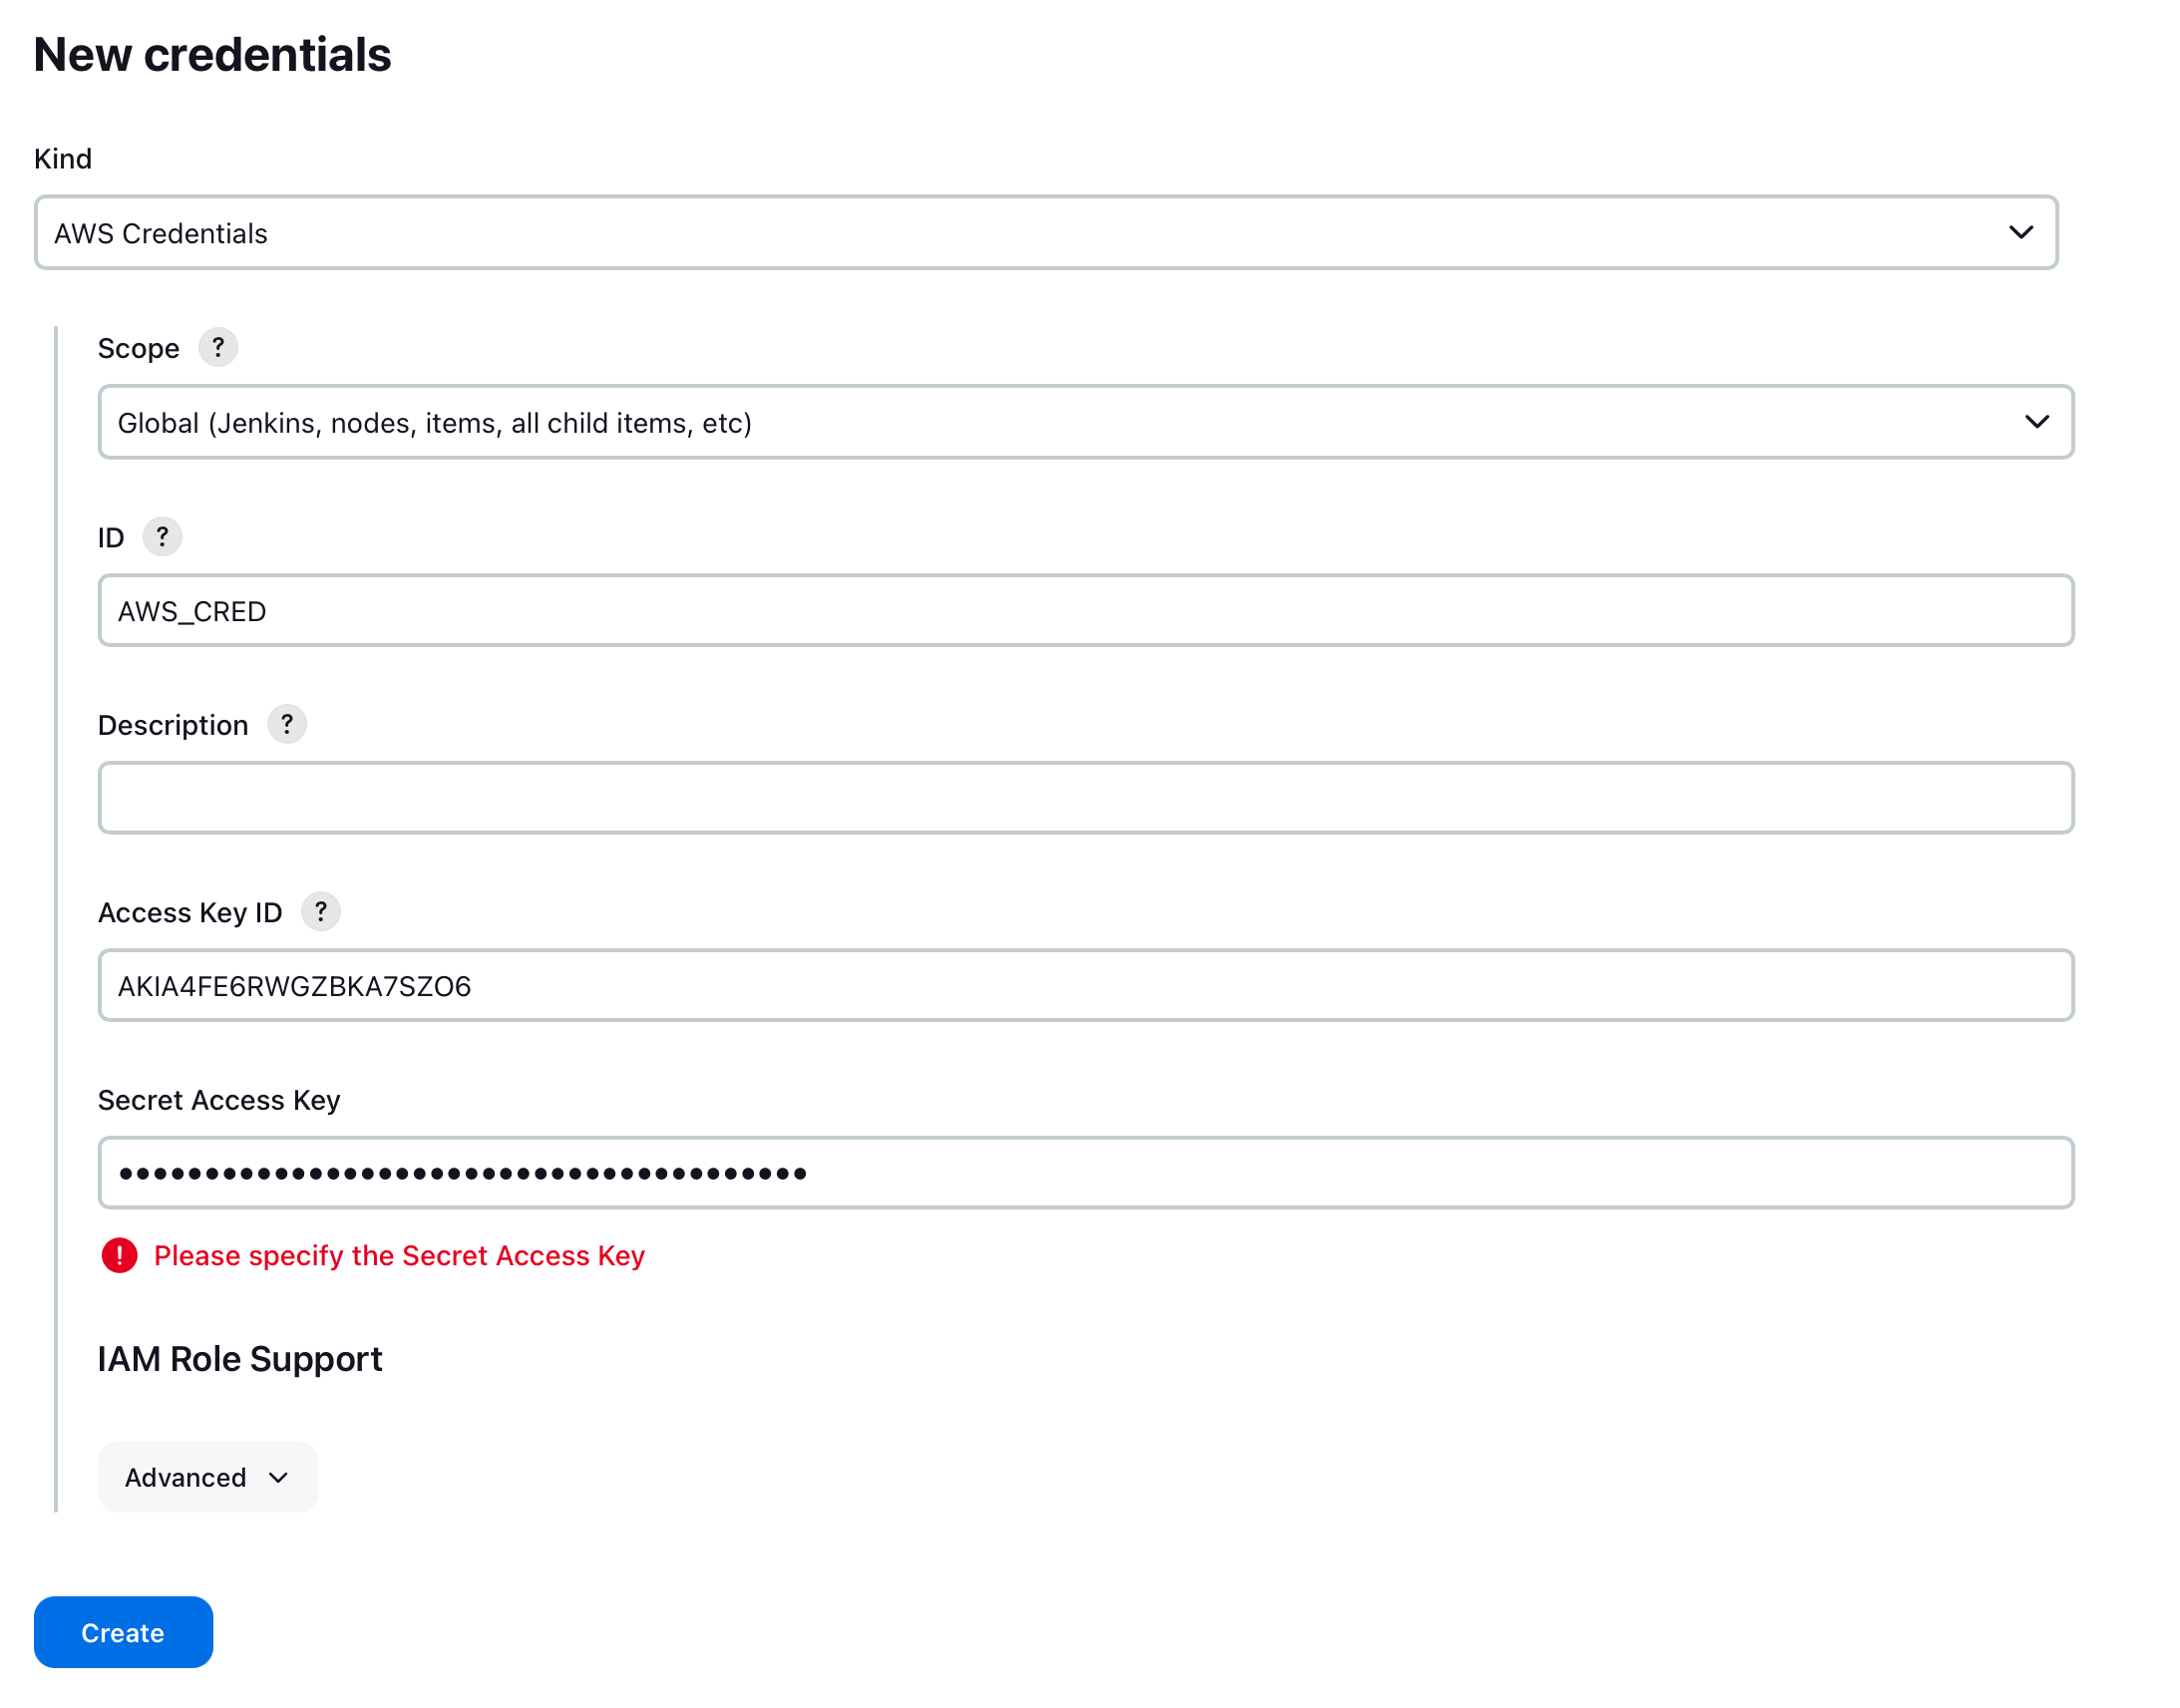 New credentials
Kind
AWS Credentials
Scope ?
Global (Jenkins, nodes, items, all child items, etc)
ID ?
AWS_CRED
Description ?
Access Key ID ?
AKIA4FE6RWGZBKA7SZO6
Secret Access Key
••••••••••••••••••••••••••••••••••••••••
! Please specify the Secret Access Key
IAM Role Support
Advanced
Create